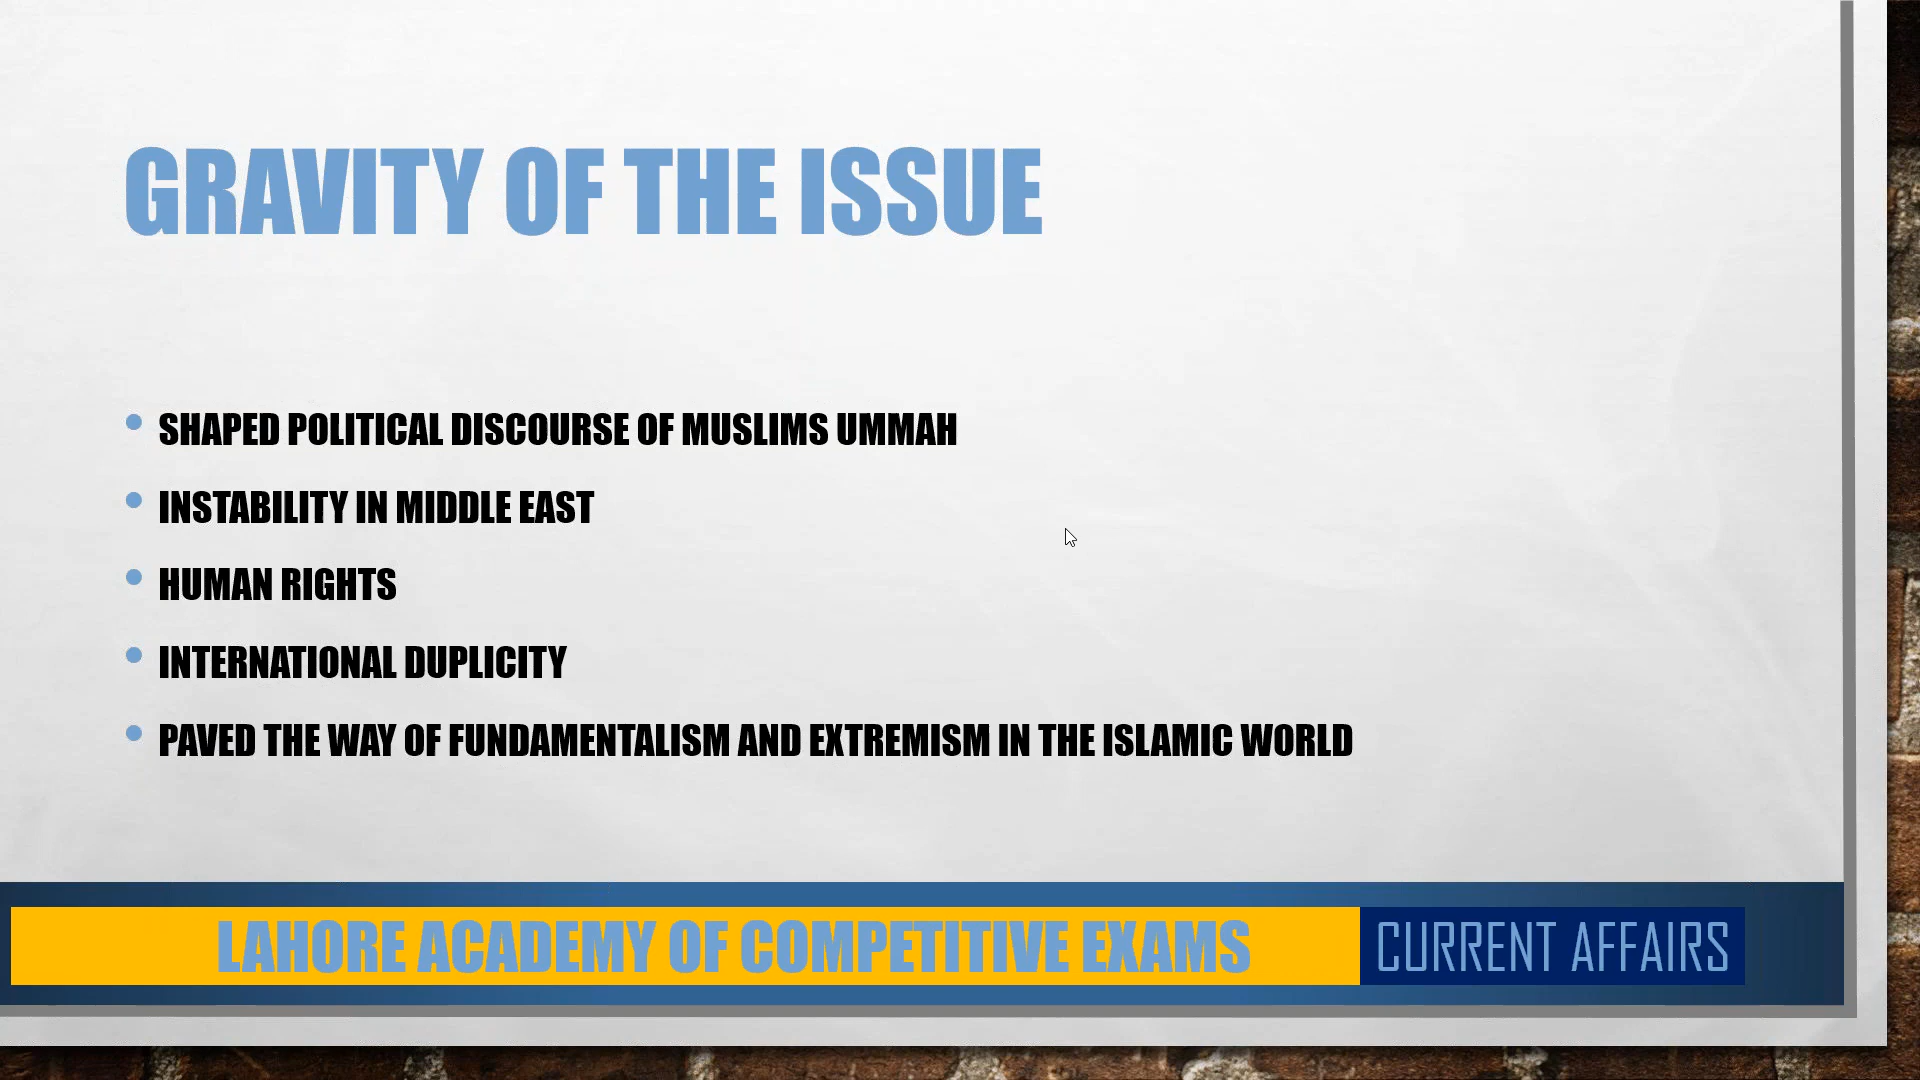 GRAVITY OF THE ISSUE
SHAPED POLITICAL DISCOURSE OF MUSLIMS UMMAH
INSTABILITY IN MIDDLE EAST
HUMAN RIGHTS
INTERNATIONAL DUPLICITY
PAVED THE WAY OF FUNDAMENTALISM AND EXTREMISM IN THE ISLAMIC WORLD
LAHORE ACADEMY OF COMPETITIVE EXAMS
CURRENT AFFAIRS